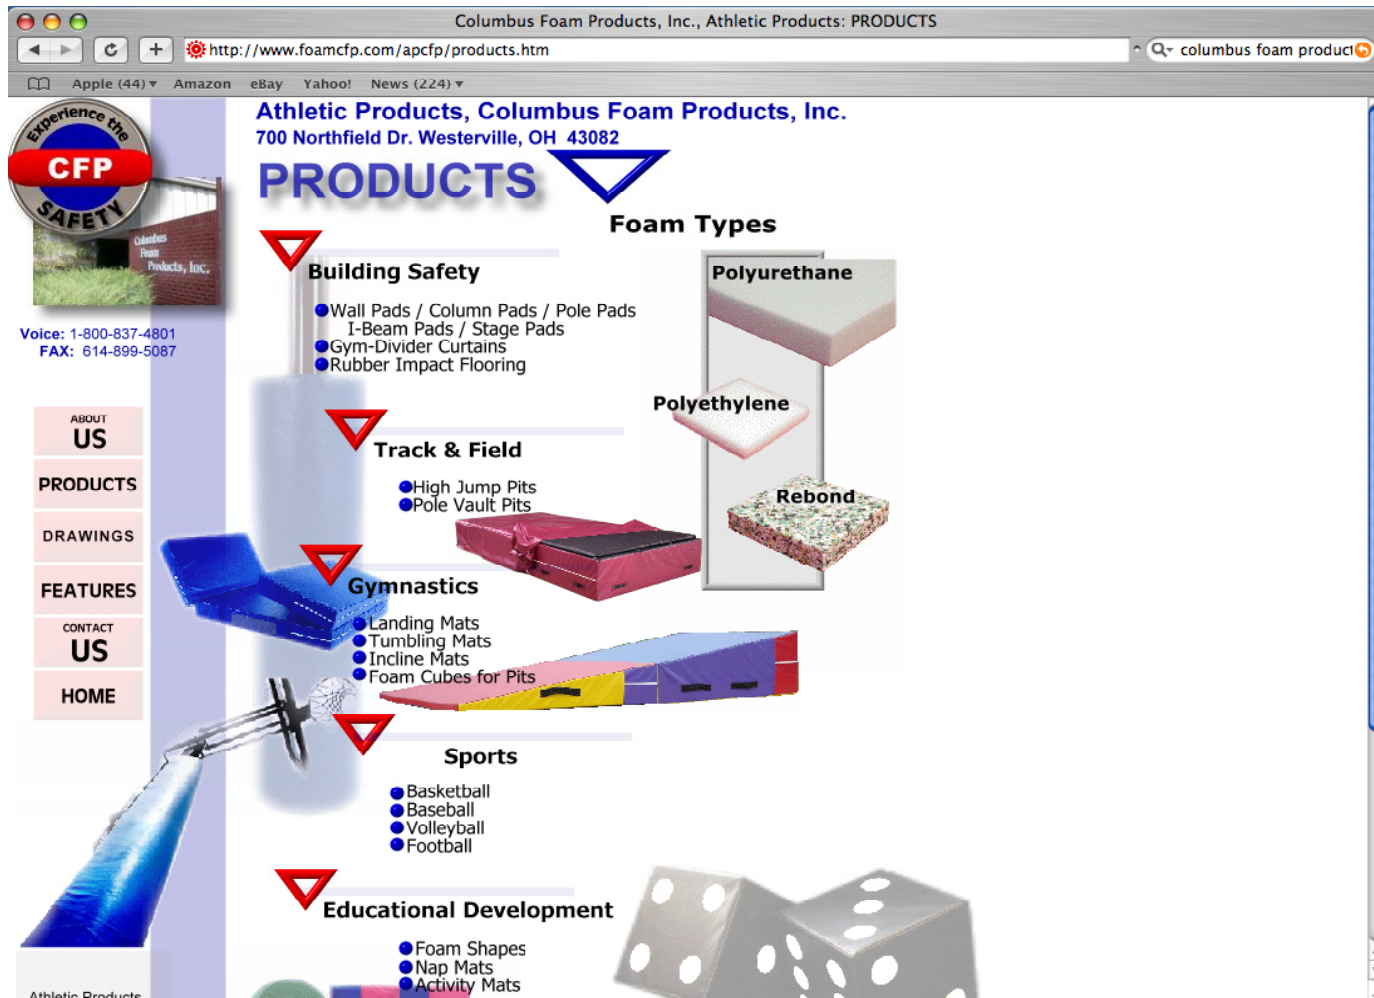 Columbus Foam Products, Inc., Athletic Products: PRODUCTS
http://www.foamcfp.com/apcfp/products.htm
columbus foam product
Apple (44) Amazon eBay Yahoo! News (224)
Experience the
CFP
SAFETY
Columbus
Foam
Products, Inc.
Voice: 1-800-837-4801
FAX: 614-899-5087
ABOUT
US
PRODUCTS
DRAWINGS
FEATURES
CONTACT
US
HOME
Athletic Products
Athletic Products, Columbus Foam Products, Inc.
700 Northfield Dr. Westerville, OH 43082
PRODUCTS
Foam Types
Polyurethane
Polyethylene
Rebond
Building Safety
Wall Pads / Column Pads / Pole Pads
I-Beam Pads / Stage Pads
Gym-Divider Curtains
Rubber Impact Flooring
Track & Field
High Jump Pits
Pole Vault Pits
Gymnastics
Landing Mats
Tumbling Mats
Incline Mats
Foam Cubes for Pits
Sports
Basketball
Baseball
Volleyball
Football
Educational Development
Foam Shapes
Nap Mats
Activity Mats